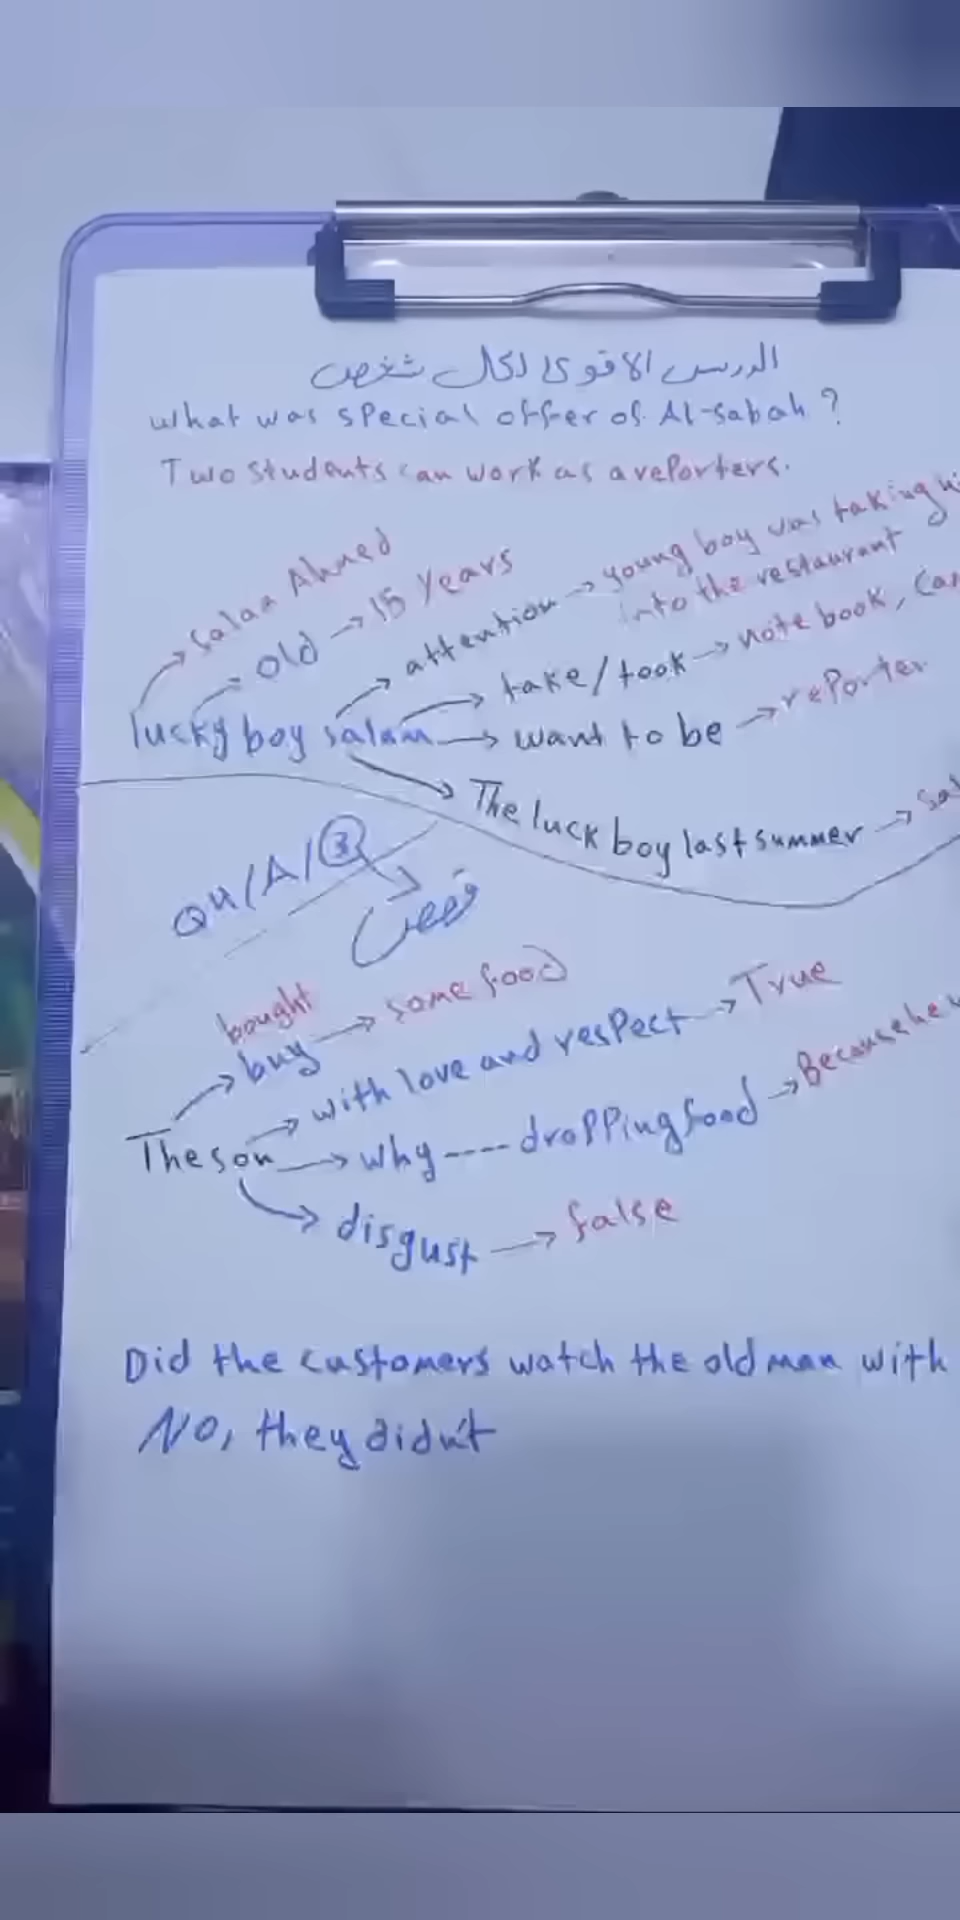 الدرس الاقوى لكل شخص
What was special offer of Al-Sabah ?
Two students can work as a reporters.
Salam Ahmed
old → 15 years
attention → young boy was taking
into the restaurant
take / took → note book,
lucky boy salam → want to be → reporter
The luck boy last summer →
Qu/A/3
قصص
bought
buy → some food
with love and respect → True
The son → why ---- dropping food → Because he
disgust → false
Did the customers watch the old man with
No, they didn't